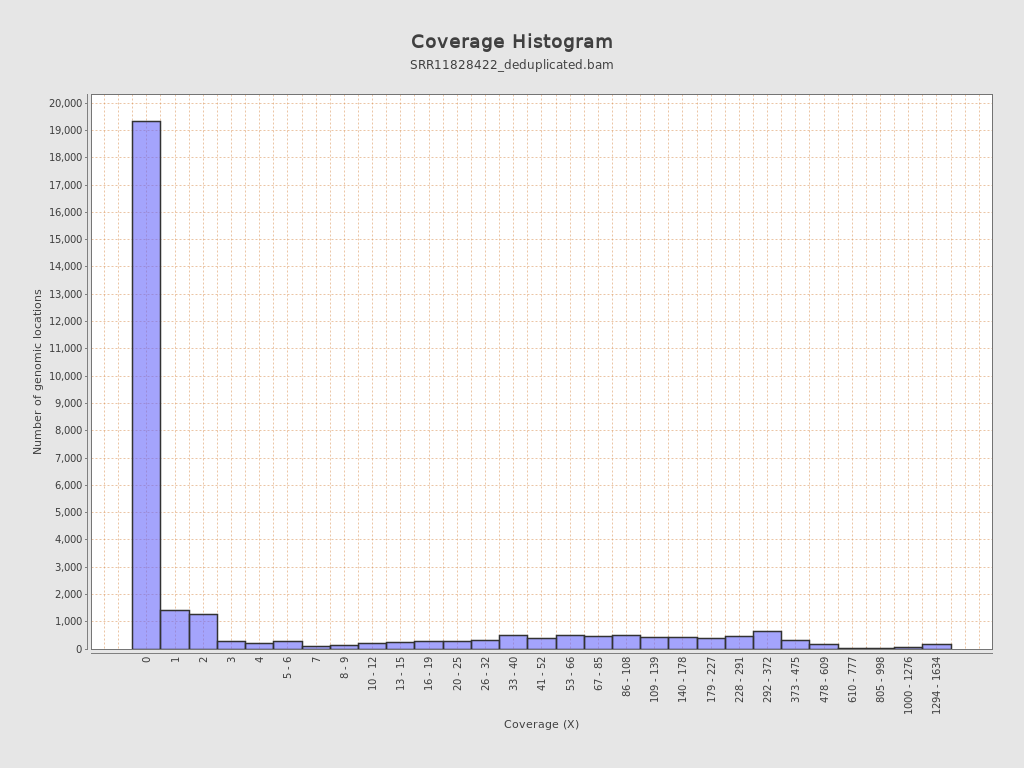 Coverage Histogram
SRR11828422_deduplicated.bam
Number of genomic locations
20,000
19,000
18,000
17,000
16,000
15,000
14,000
13,000
12,000
11,000
10,000
9,000
8,000
7,000
6,000
5,000
4,000
3,000
2,000
1,000
0
0
1
2
3
4
5 - 6
7
8 - 9
10 - 12
13 - 15
16 - 19
20 - 25
26 - 32
33 - 40
41 - 52
53 - 66
67 - 85
86 - 108
109 - 139
140 - 178
179 - 227
228 - 291
292 - 372
373 - 475
478 - 609
610 - 777
805 - 998
1000 - 1276
1294 - 1634
Coverage (X)